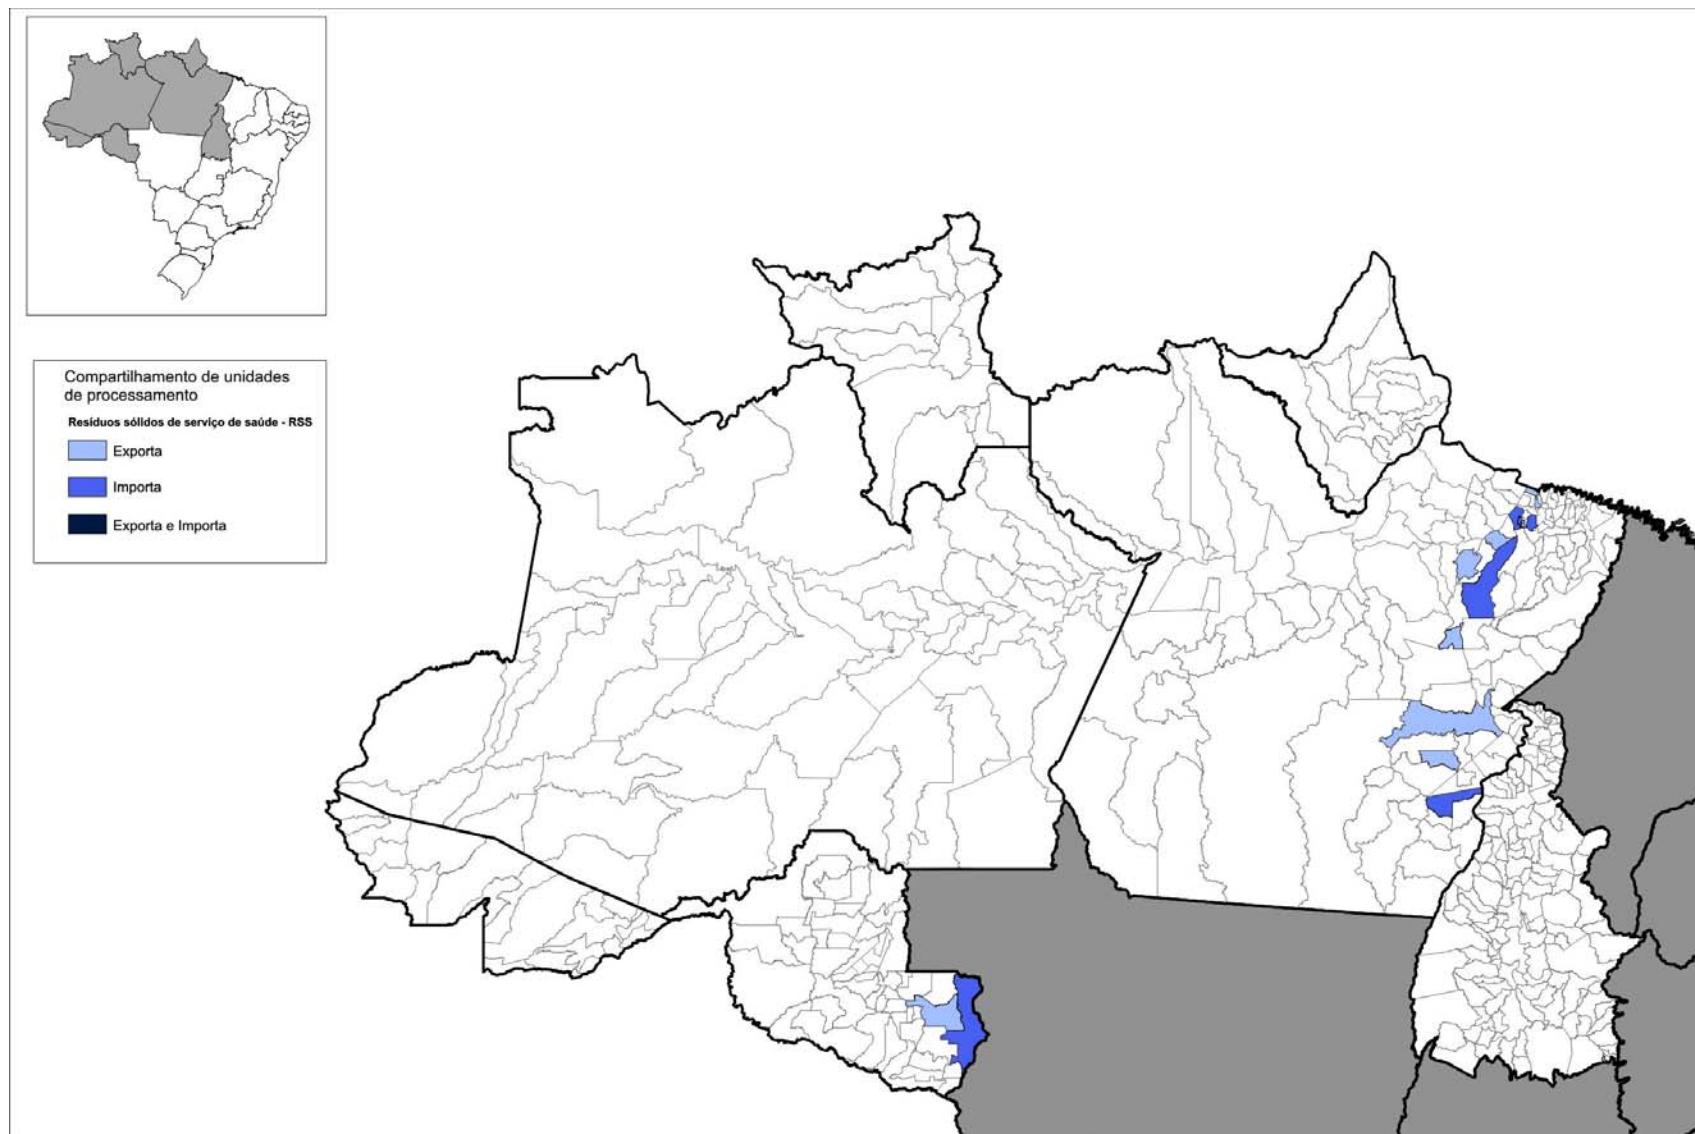 Compartilhamento de unidades
de processamento
Resíduos sólidos de serviço de saúde - RSS
Exporta
Importa
Exporta e Importa